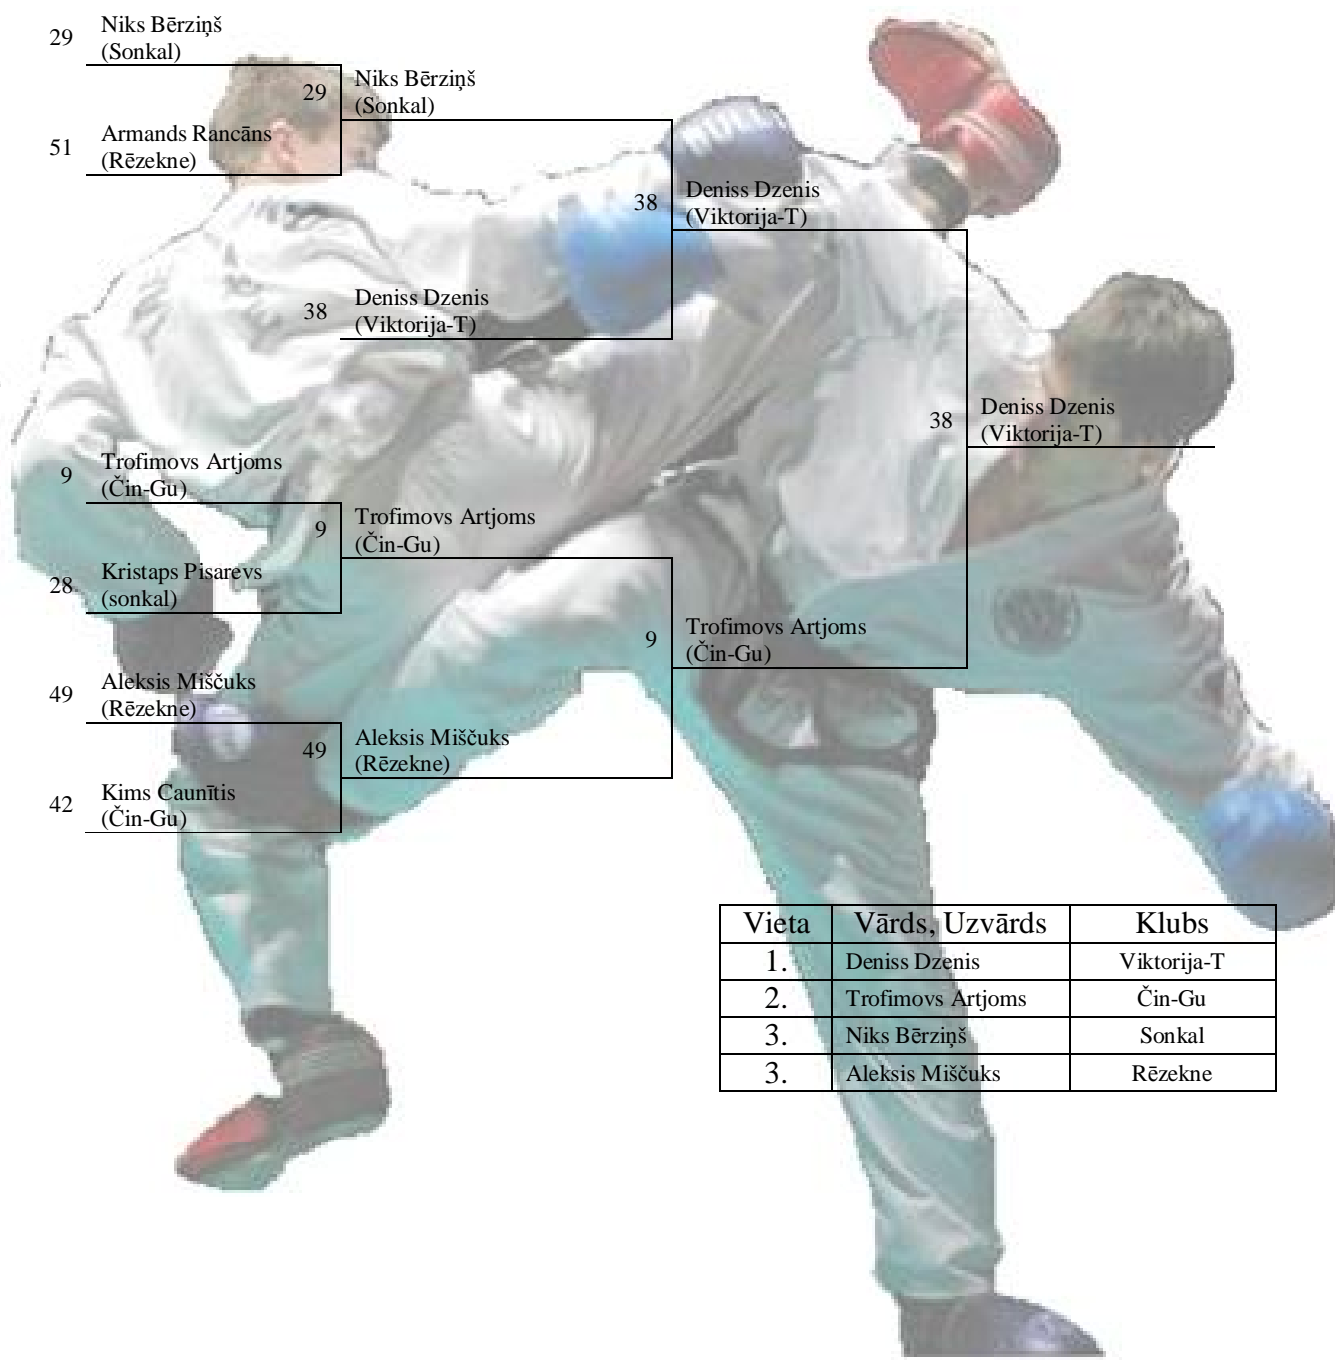 29 Niks Bērziņš
(Sonkal)
29 Niks Bērziņš
(Sonkal)
51 Armands Rancāns
(Rēzekne)
38 Deniss Dzenis
(Viktorija-T)
38 Deniss Dzenis
(Viktorija-T)
38 Deniss Dzenis
(Viktorija-T)
9 Trofimovs Artjoms
(Čin-Gu)
9 Trofimovs Artjoms
(Čin-Gu)
28 Kristaps Pisarevs
(sonkal)
9 Trofimovs Artjoms
(Čin-Gu)
49 Aleksis Miščuks
(Rēzekne)
49 Aleksis Miščuks
(Rēzekne)
42 Kims Caunītis
(Čin-Gu)
Vieta Vārds, Uzvārds Klubs
1. Deniss Dzenis Viktorija-T
2. Trofimovs Artjoms Čin-Gu
3. Niks Bērziņš Sonkal
3. Aleksis Miščuks Rēzekne